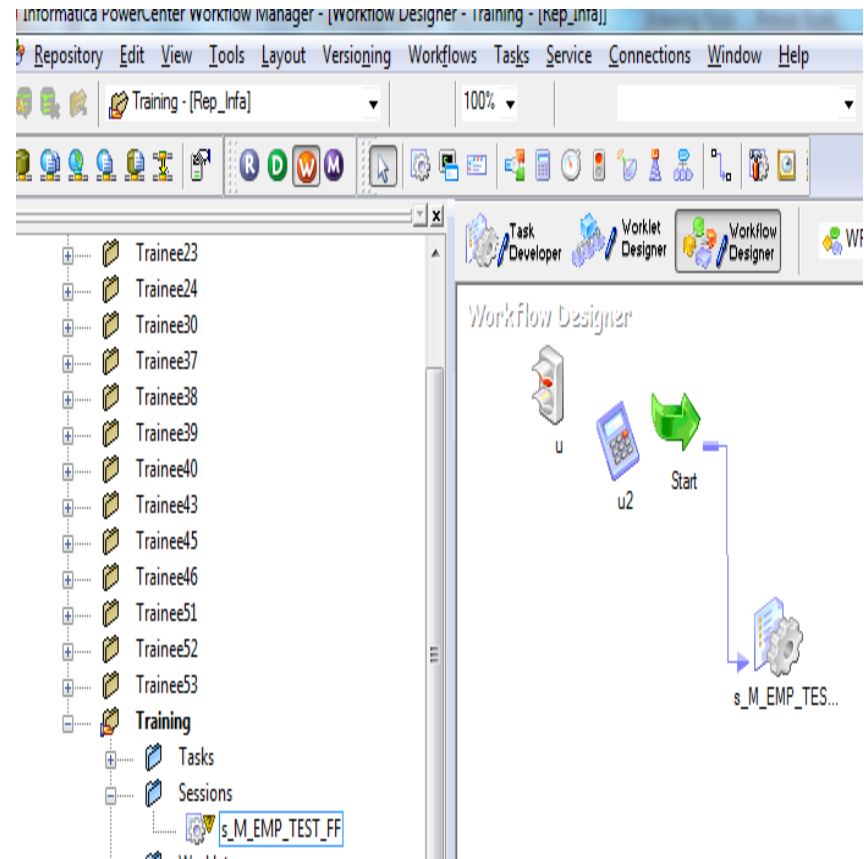 Informatica PowerCenter Workflow Manager - [Workflow Designer - Training - [Rep_Infa]]
Repository Edit View Tools Layout Versioning Workflows Tasks Service Connections Window Help
Training - [Rep_Infa] 100%
R D W M
Task Developer
Worklet Designer
Workflow Designer
WF
Trainee23
Trainee24
Trainee30
Trainee37
Trainee38
Trainee39
Trainee40
Trainee43
Trainee45
Trainee46
Trainee51
Trainee52
Trainee53
Training
Tasks
Sessions
s_M_EMP_TEST_FF
Workflow Designer
u
u2
Start
s_M_EMP_TES...